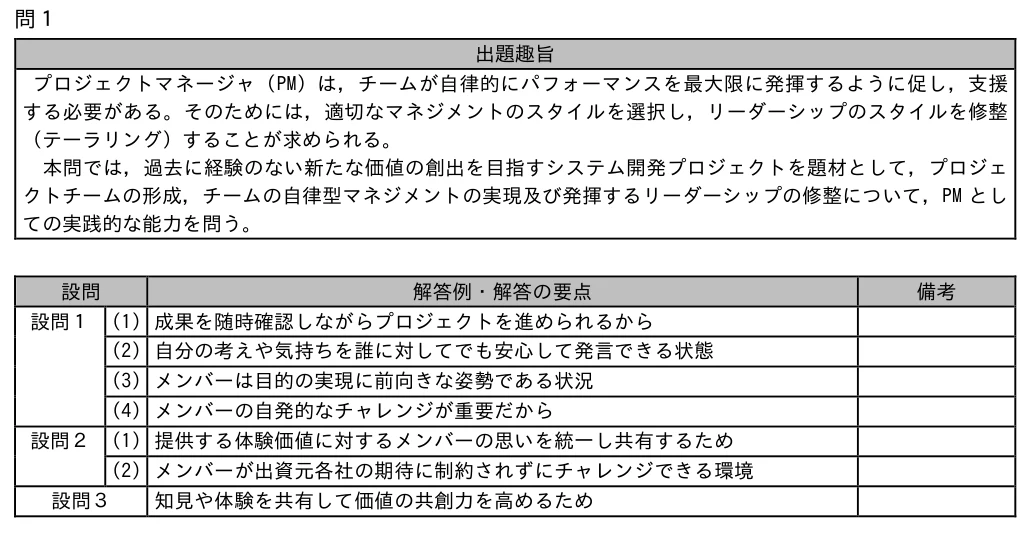 問１
出題趣旨
プロジェクトマネージャ（PM）は，チームが自律的にパフォーマンスを最大限に発揮するように促し，支援
する必要がある。そのためには，適切なマネジメントのスタイルを選択し，リーダーシップのスタイルを修整
（テーラリング）することが求められる。
本問では，過去に経験のない新たな価値の創出を目指すシステム開発プロジェクトを題材として，プロジェ
クトチームの形成，チームの自律型マネジメントの実現及び発揮するリーダーシップの修整について，PM とし
ての実践的な能力を問う。
設問 解答例・解答の要点 備考
設問１ (1) 成果を随時確認しながらプロジェクトを進められるから
(2) 自分の考えや気持ちを誰に対してでも安心して発言できる状態
(3) メンバーは目的の実現に前向きな姿勢である状況
(4) メンバーの自発的なチャレンジが重要だから
設問２ (1) 提供する体験価値に対するメンバーの思いを統一し共有するため
(2) メンバーが出資元各社の期待に制約されずにチャレンジできる環境
設問３ 知見や体験を共有して価値の共創力を高めるため